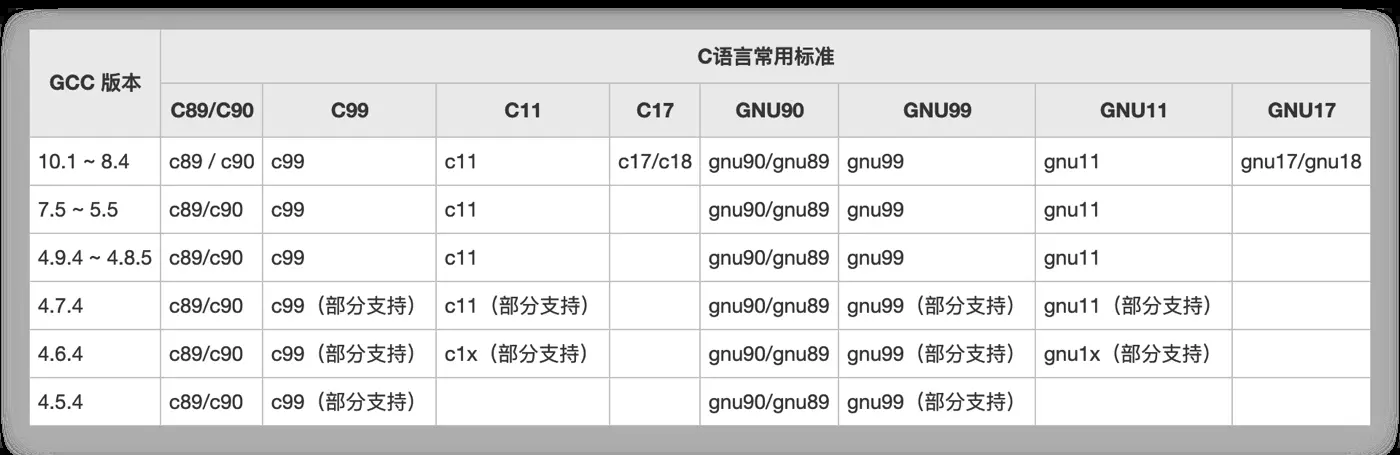 GCC 版本 C语言常用标准
C89/C90 C99 C11 C17 GNU90 GNU99 GNU11 GNU17
10.1 ~ 8.4 c89 / c90 c99 c11 c17/c18 gnu90/gnu89 gnu99 gnu11 gnu17/gnu18
7.5 ~ 5.5 c89/c90 c99 c11 gnu90/gnu89 gnu99 gnu11
4.9.4 ~ 4.8.5 c89/c90 c99 c11 gnu90/gnu89 gnu99 gnu11
4.7.4 c89/c90 c99（部分支持） c11（部分支持） gnu90/gnu89 gnu99（部分支持） gnu11（部分支持）
4.6.4 c89/c90 c99（部分支持） c1x（部分支持） gnu90/gnu89 gnu99（部分支持） gnu1x（部分支持）
4.5.4 c89/c90 c99（部分支持） gnu90/gnu89 gnu99（部分支持）